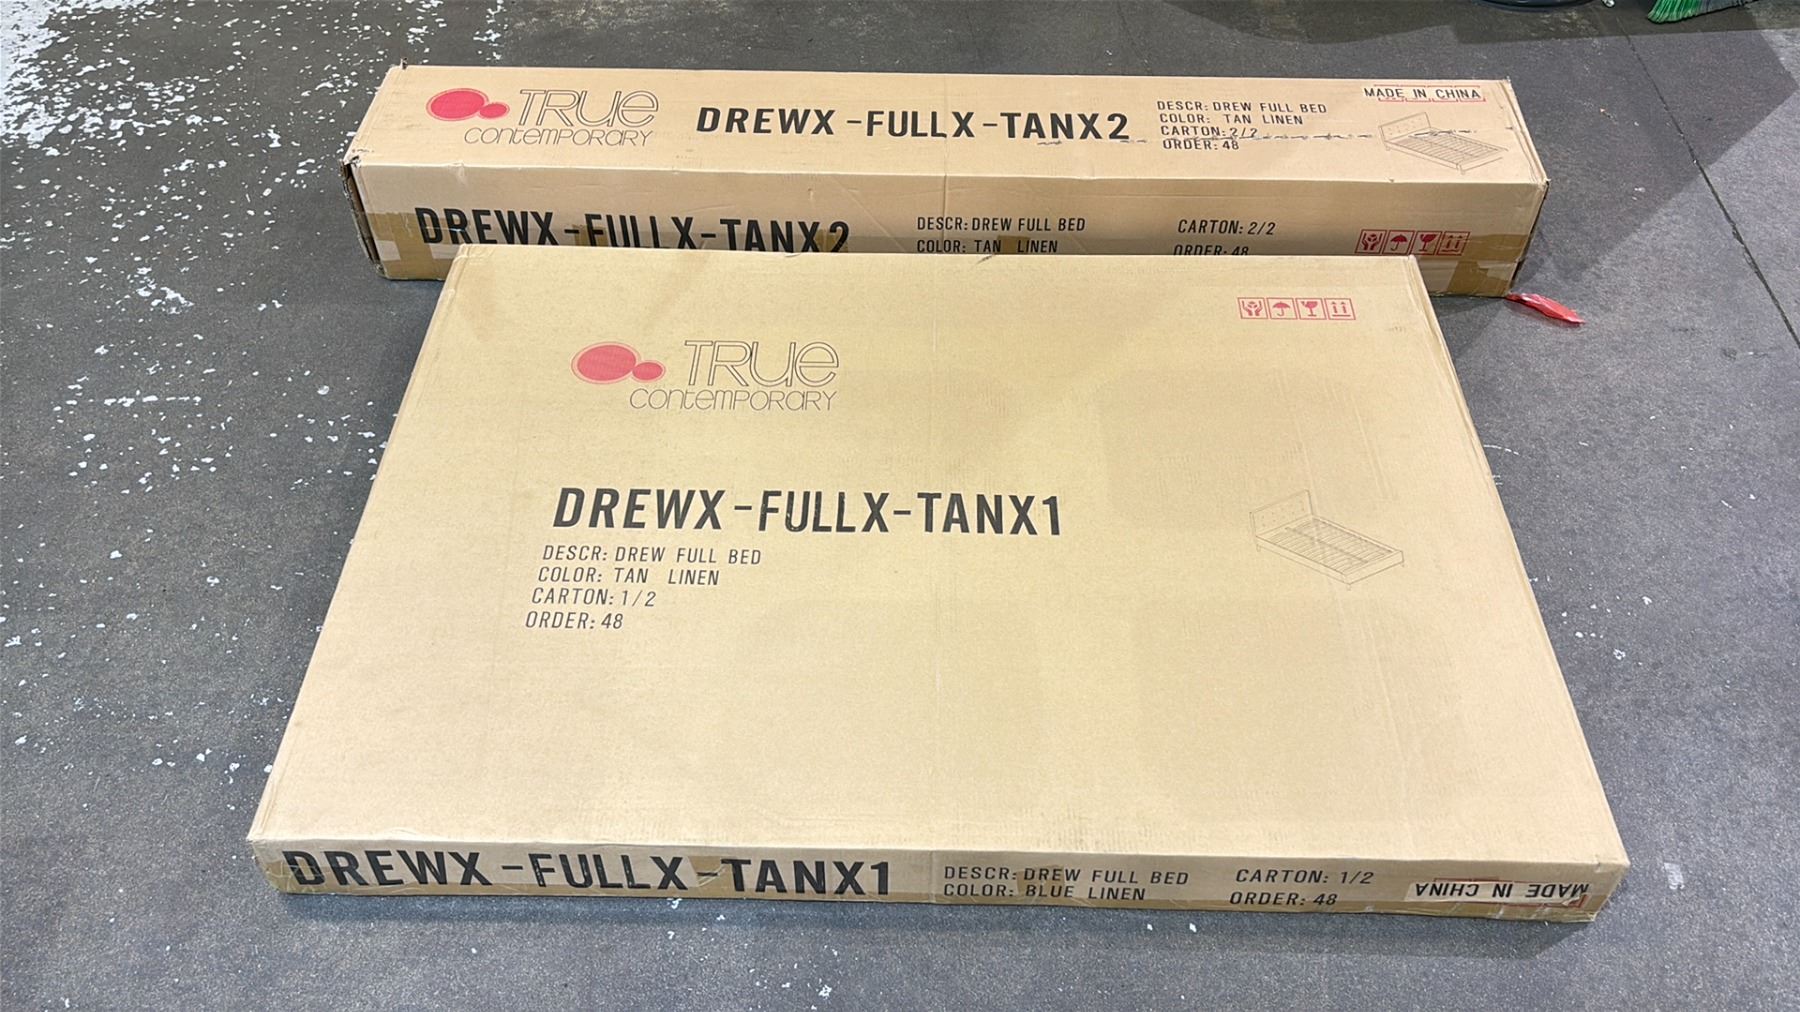 TRUE
contemporary
DREWX-FULLX-TANX2
DESCR: DREW FULL BED
COLOR: TAN LINEN
CARTON: 2/2
ORDER: 48
MADE IN CHINA
DREWX-FULLX-TANX2
DESCR: DREW FULL BED
COLOR: TAN LINEN
CARTON: 2/2
ORDER: 48
TRUE
contemporary
DREWX-FULLX-TANX1
DESCR: DREW FULL BED
COLOR: TAN LINEN
CARTON: 1/2
ORDER: 48
DREWX-FULLX-TANX1
DESCR: DREW FULL BED
COLOR: BLUE LINEN
CARTON: 1/2
ORDER: 48
MADE IN CHINA